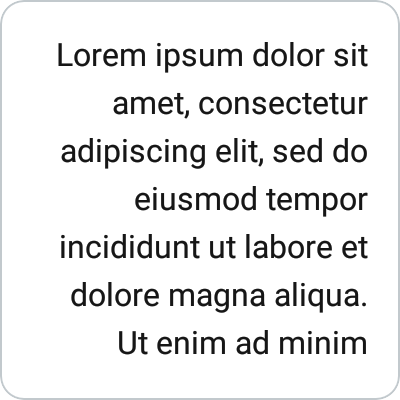 Lorem ipsum dolor sit
amet, consectetur
adipiscing elit, sed do
eiusmod tempor
incididunt ut labore et
dolore magna aliqua.
Ut enim ad minim